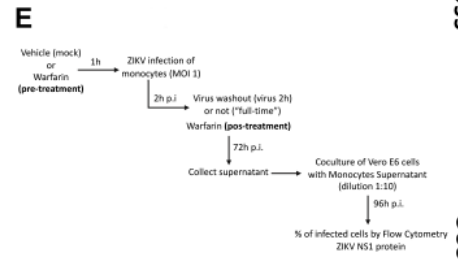 E
Vehicle (mock)
or
Warfarin
(pre-treatment)
1h
ZIKV infection of
monocytes (MOI 1)
2h p.i
Virus washout (virus 2h)
or not ("full-time")
Warfarin (pos-treatment)
72h p.i.
Collect supernatant
Coculture of Vero E6 cells
with Monocytes Supernatant
(dilution 1:10)
96h p.i.
% of infected cells by Flow Cytometry
ZIKV NS1 protein